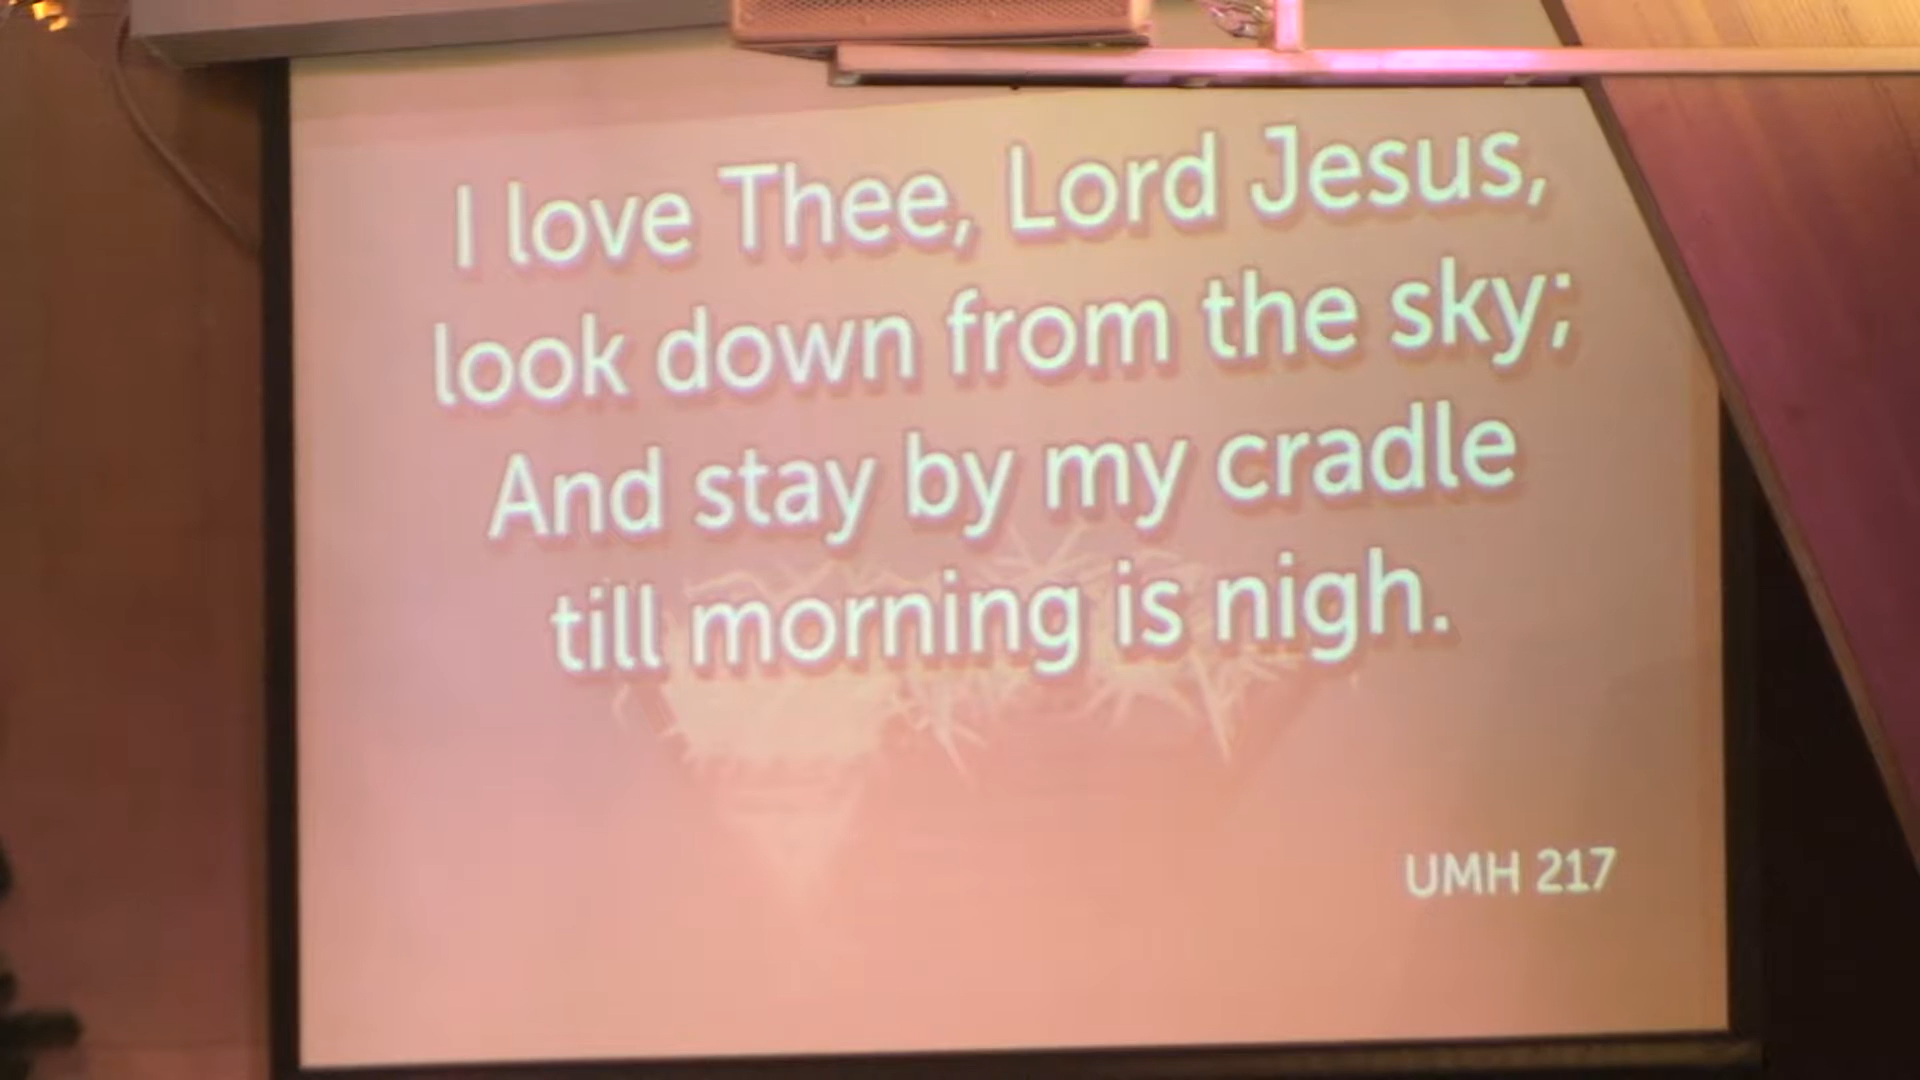 I love Thee, Lord Jesus,
look down from the sky;
And stay by my cradle
till morning is nigh.
UMH 217